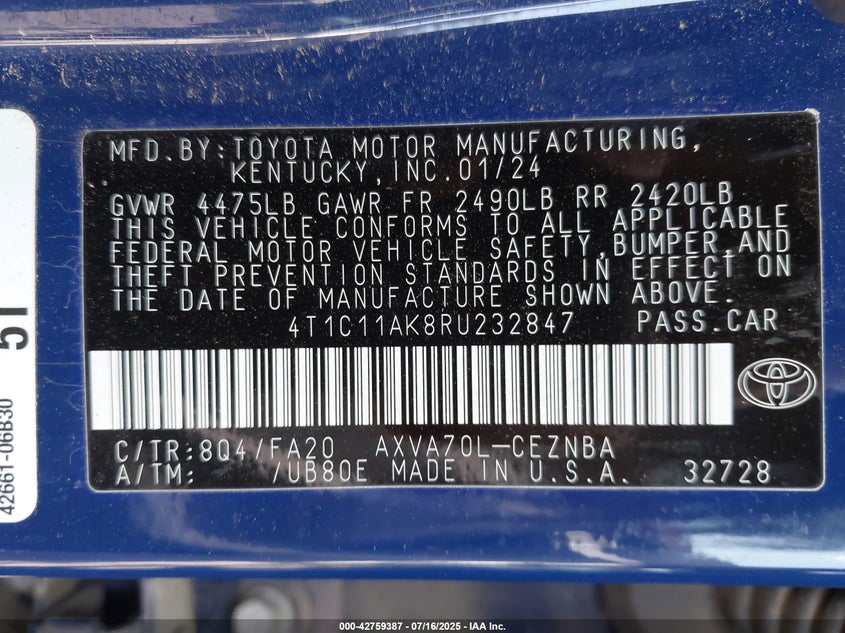 MFD.BY:TOYOTA MOTOR MANUFACTURING,
KENTUCKY,INC.01/24
GVWR 4475LB GAWR FR 2490LB RR 2420LB
THIS VEHICLE CONFORMS TO ALL APPLICABLE
FEDERAL MOTOR VEHICLE SAFETY,BUMPER,AND
THEFT PREVENTION STANDARDS IN EFFECT ON
THE DATE OF MANUFACTURE SHOWN ABOVE.
4T1C11AK8RU232847 PASS.CAR
C/TR:8Q4/FA20 AXVA70L-CEZNBA
A/TM: /UB80E MADE IN U.S.A. 32728
42661-06B30
000-42759387 - 07/16/2025 - IAA Inc.